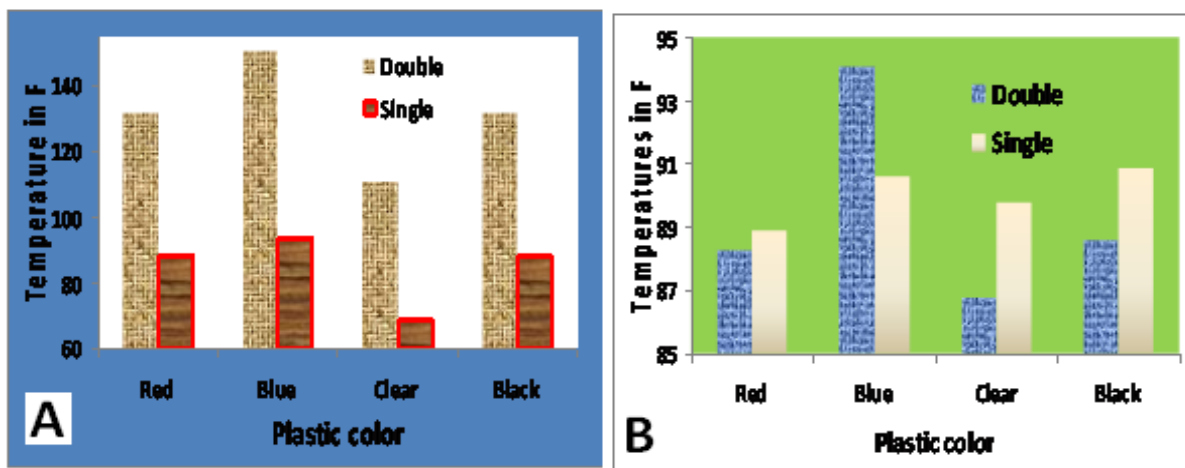 Temperature in F
140
120
100
80
60
Double
Single
Red Blue Clear Black
Plastic color
A
Temperatures in F
95
93
91
89
87
85
Double
Single
Red Blue Clear Black
Plastic color
B